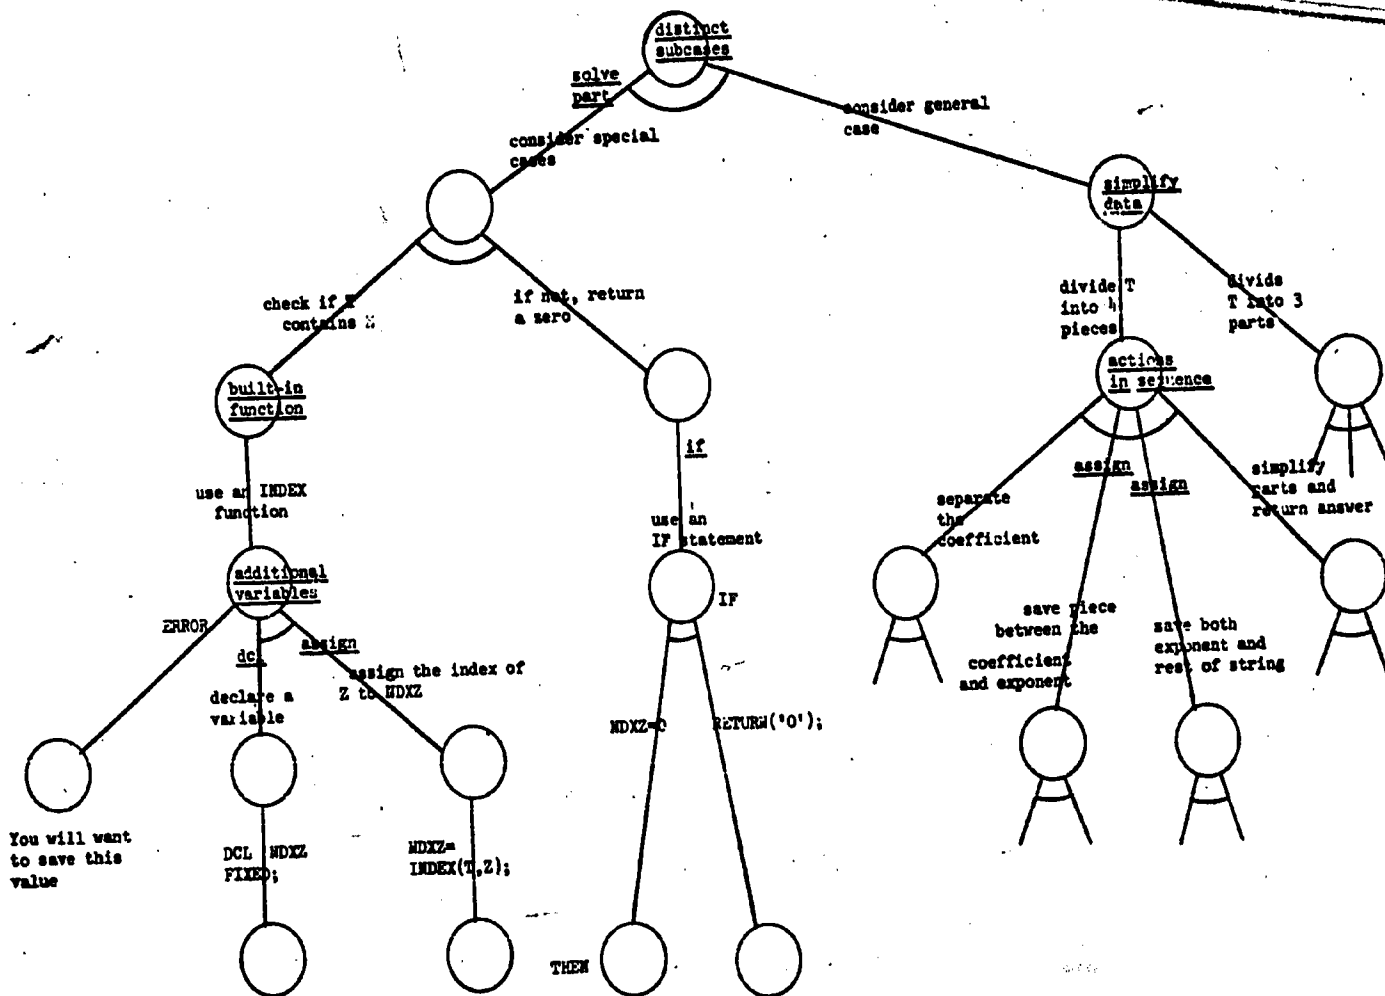 distinct
subcases
solve
part
consider general
case
consider special
cases
simplify
data
check if T
contains
if not, return
a zero
divide T
into 4
pieces
divide
T into 3
parts
built-in
function
actions
in sequence
if
assign
assign
simplify
parts and
return answer
use an INDEX
function
separate
the
coefficient
use an
IF statement
additional
variables
IF
ERROR
dcl
assign
assign the index of
Z to NDXZ
declare a
variable
save piece
between the
coefficient
and exponent
save both
exponent and
rest of string
NDXZ=0
RETURN('0');
You will want
to save this
value
DCL NDXZ
FIXED;
NDXZ=
INDEX(T,Z);
THEN